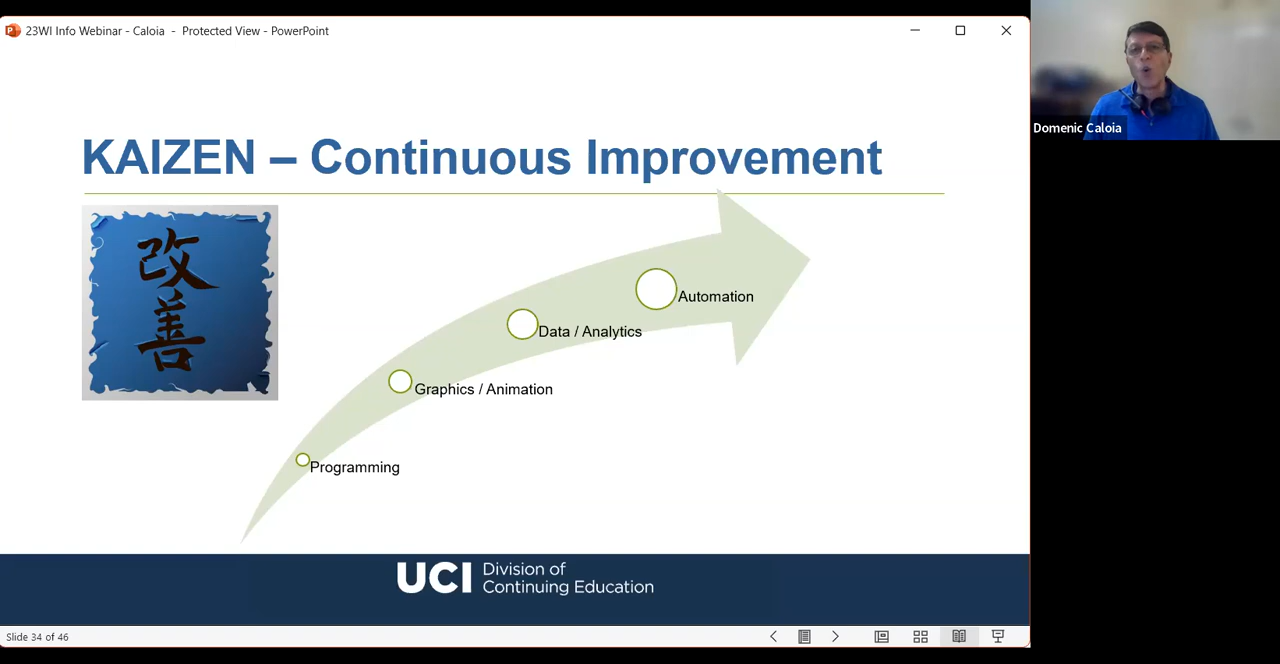 23WI Info Webinar - Caloia - Protected View - PowerPoint
Domenic Caloia
KAIZEN – Continuous Improvement
改
善
Automation
Data / Analytics
Graphics / Animation
Programming
UCI Division of
Continuing Education
Slide 34 of 46